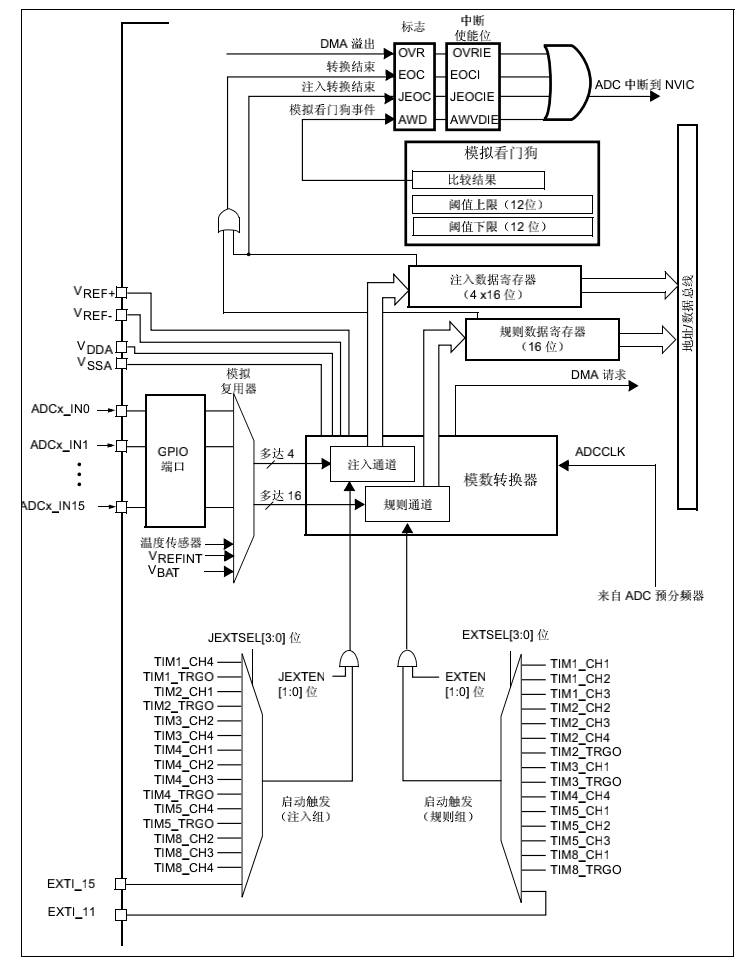 标志
中断
使能位
DMA 溢出
OVR
OVRIE
转换结束
EOC
EOCI
注入转换结束
JEOC
JEOCIE
模拟看门狗事件
AWD
AWVDIE
ADC 中断到 NVIC
模拟看门狗
比较结果
阈值上限（12位）
阈值下限（12 位）
注入数据寄存器
（4 x16 位）
规则数据寄存器
（16 位）
地址/数据总线
VREF+
VREF-
VDDA
VSSA
DMA 请求
模拟
复用器
ADCx_IN0
ADCx_IN1
ADCx_IN15
GPIO
端口
多达 4
多达 16
注入通道
规则通道
模数转换器
ADCCLK
温度传感器
VREFINT
VBAT
来自 ADC 预分频器
JEXTSEL[3:0] 位
EXTSEL[3:0] 位
JEXTEN
[1:0] 位
EXTEN
[1:0] 位
TIM1_CH4
TIM1_TRGO
TIM2_CH1
TIM2_TRGO
TIM3_CH2
TIM3_CH4
TIM4_CH1
TIM4_CH2
TIM4_CH3
TIM4_TRGO
TIM5_CH4
TIM5_TRGO
TIM8_CH2
TIM8_CH3
TIM8_CH4
启动触发
（注入组）
启动触发
（规则组）
TIM1_CH1
TIM1_CH2
TIM1_CH3
TIM2_CH2
TIM2_CH3
TIM2_CH4
TIM2_TRGO
TIM3_CH1
TIM3_TRGO
TIM4_CH4
TIM5_CH1
TIM5_CH2
TIM5_CH3
TIM8_CH1
TIM8_TRGO
EXTI_15
EXTI_11